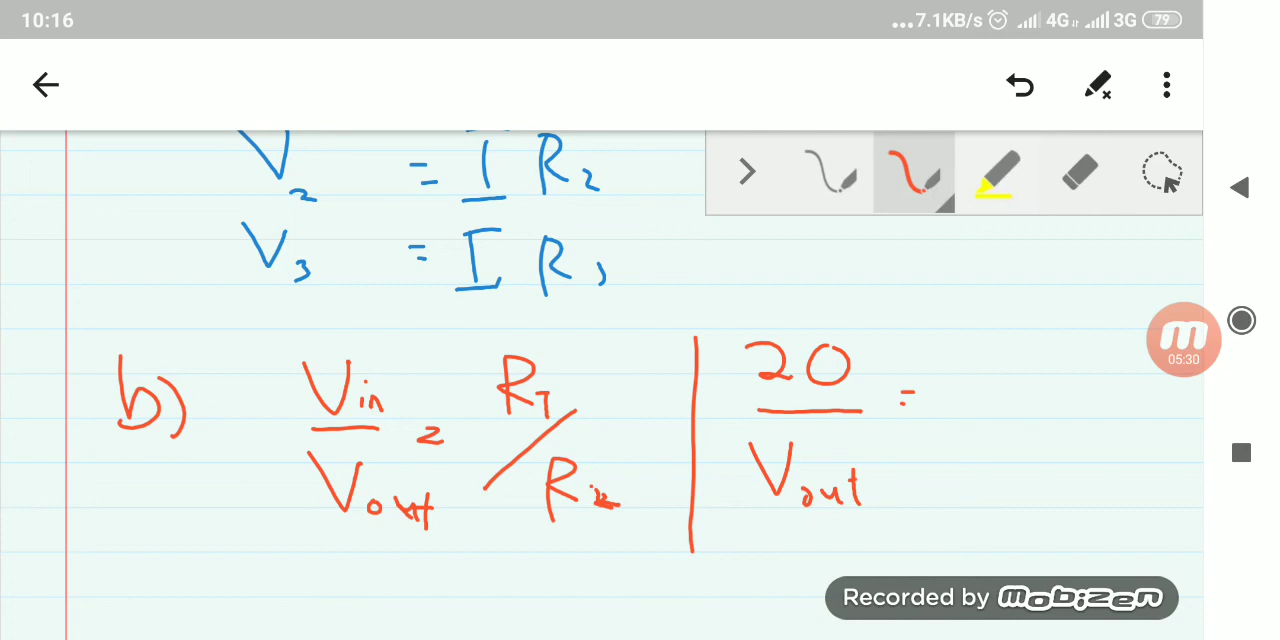 10:16 ...7.1KB/s 4G 3G 79
V₂ = I R₂
V₃ = I R₃
05:30
b) Vin/Vout = RT/R₂ | 20/Vout =
Recorded by mobizen